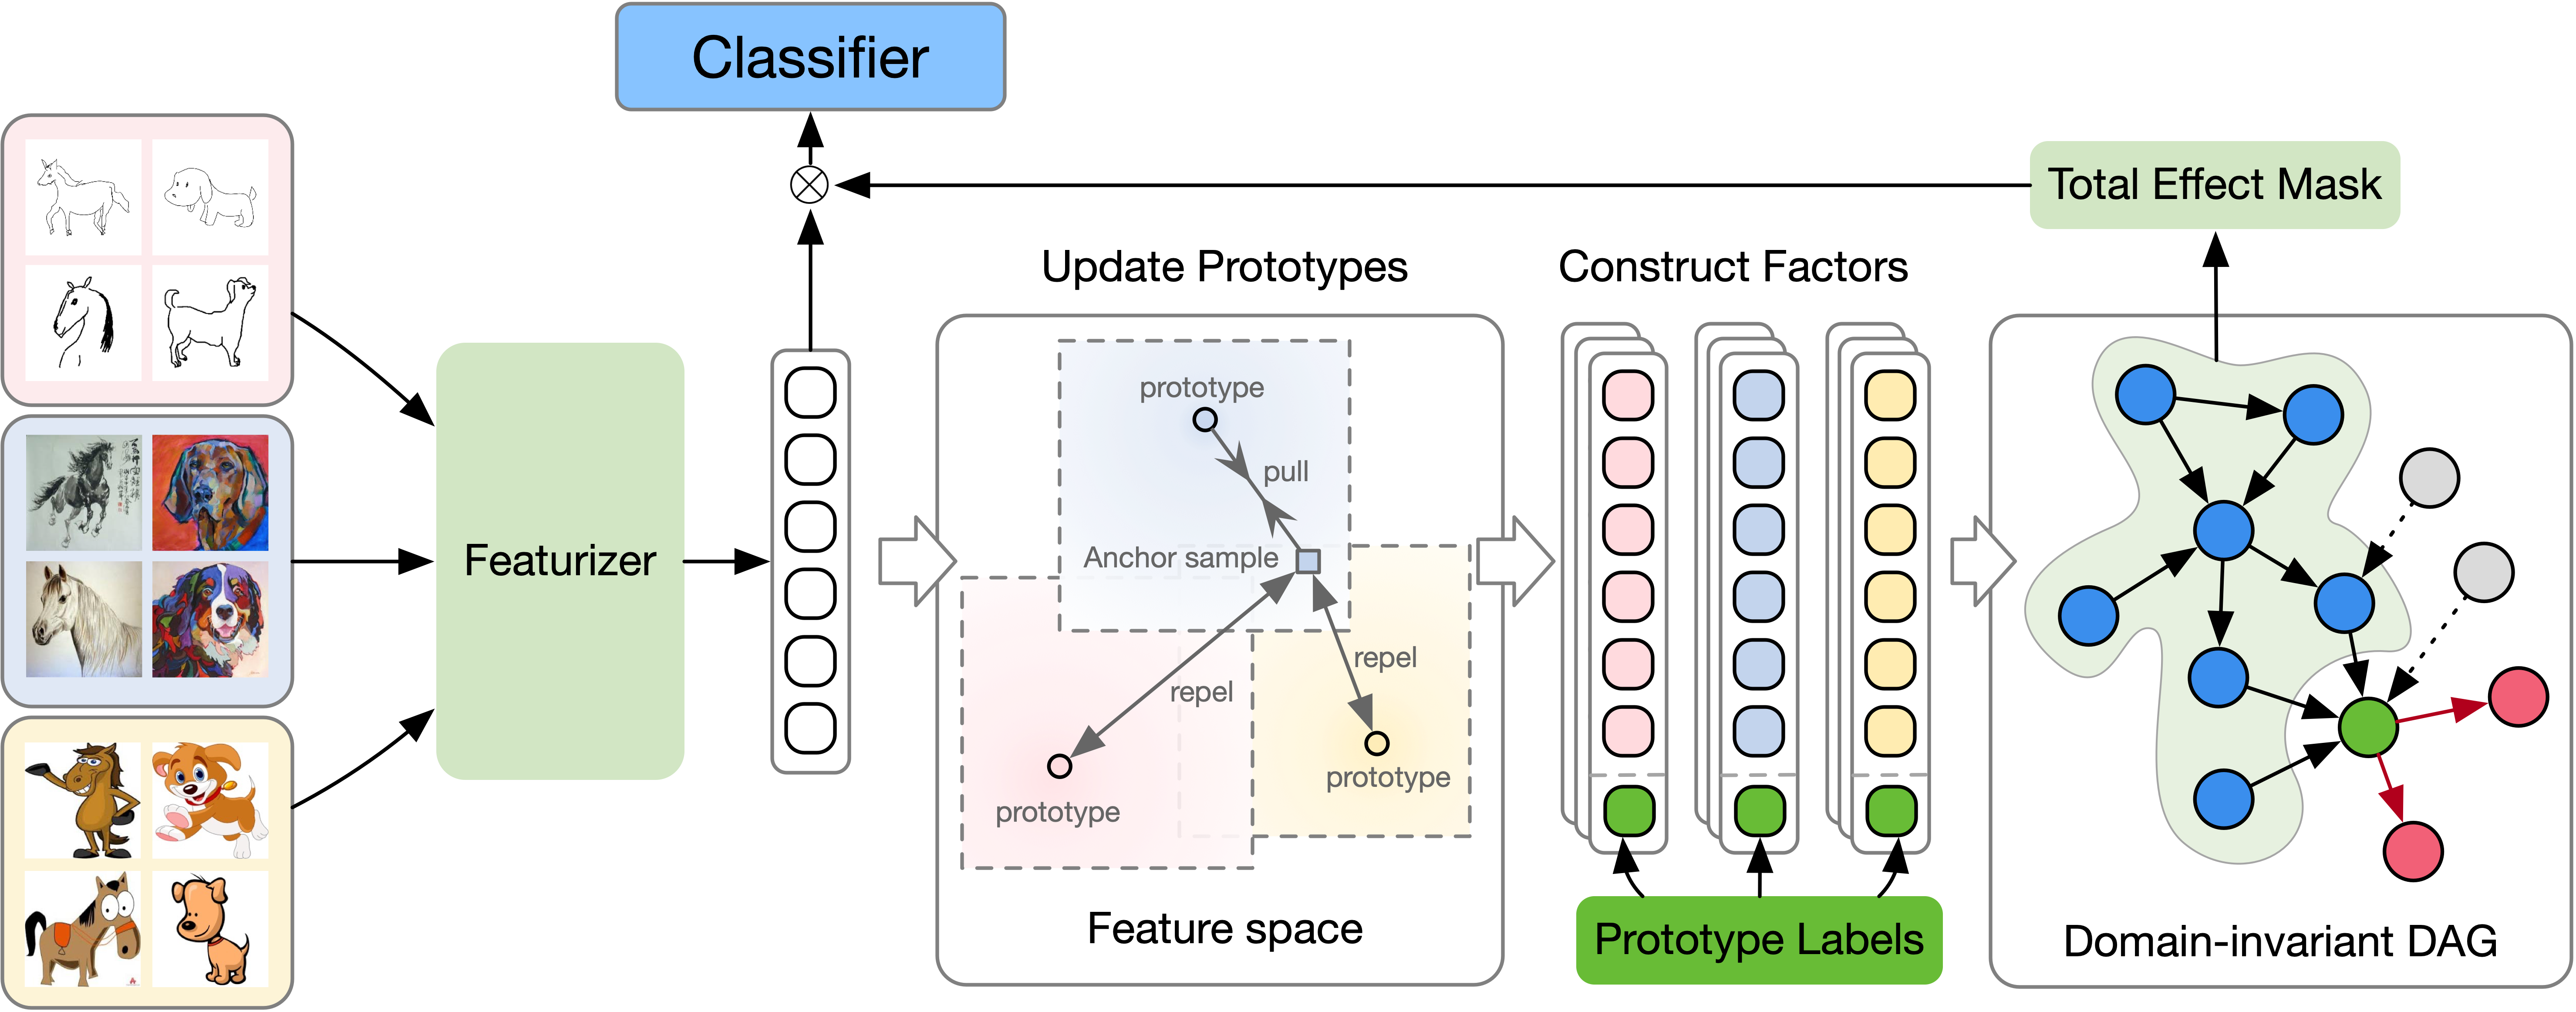 Classifier
Total Effect Mask
Update Prototypes
Construct Factors
Featurizer
prototype
pull
Anchor sample
repel
repel
prototype
prototype
Feature space
Prototype Labels
Domain-invariant DAG